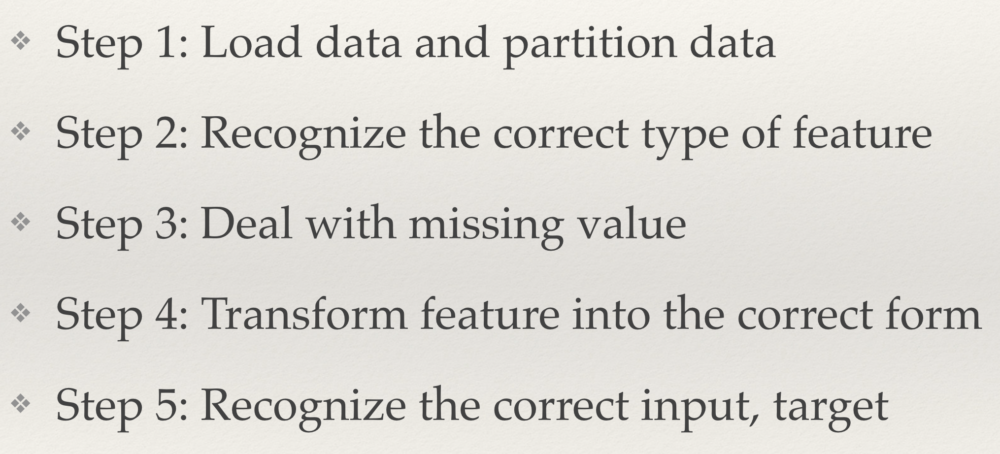 ❖ Step 1: Load data and partition data
❖ Step 2: Recognize the correct type of feature
❖ Step 3: Deal with missing value
❖ Step 4: Transform feature into the correct form
❖ Step 5: Recognize the correct input, target